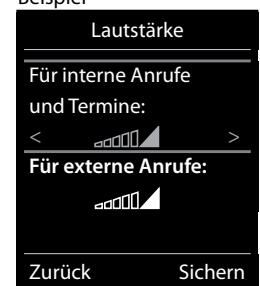 Beispiel
Lautstärke
Für interne Anrufe
und Termine:
< >
Für externe Anrufe:
Zurück Sichern